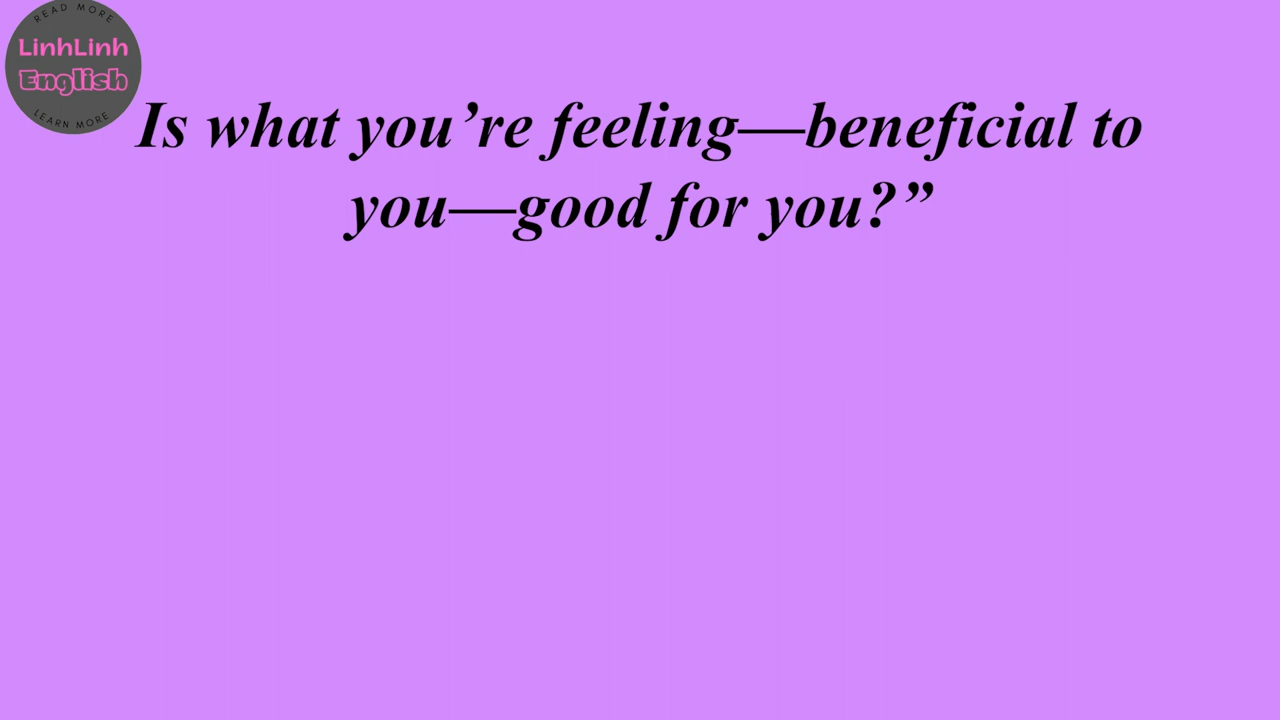 READ MORE
LinhLinh
English
LEARN MORE
Is what you’re feeling—beneficial to
you—good for you?”